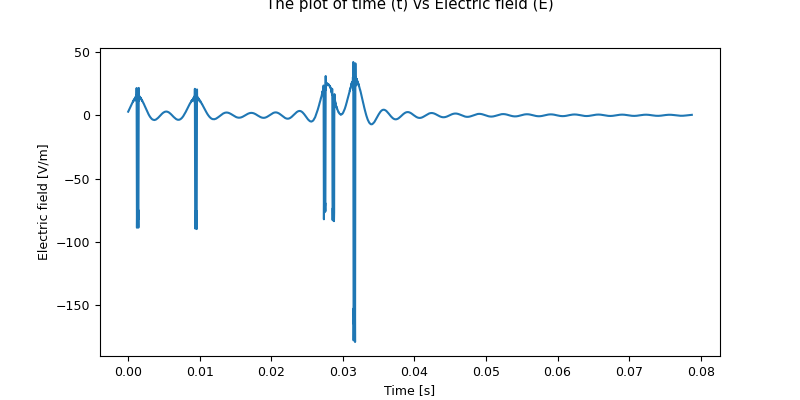 The plot of time (t) vs Electric field (E)
Electric field [V/m]
50
0
−50
−100
−150
0.00 0.01 0.02 0.03 0.04 0.05 0.06 0.07 0.08
Time [s]